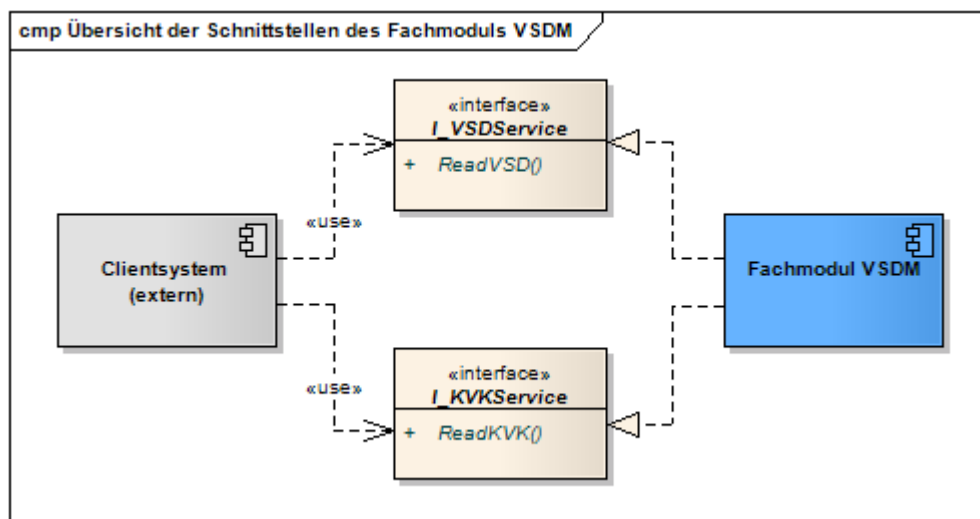 cmp Übersicht der Schnittstellen des Fachmoduls VSDM
«interface»
I_VSDService
+ ReadVSD()
«use»
Clientsystem
(extern)
Fachmodul VSDM
«use»
«interface»
I_KVKService
+ ReadKVK()